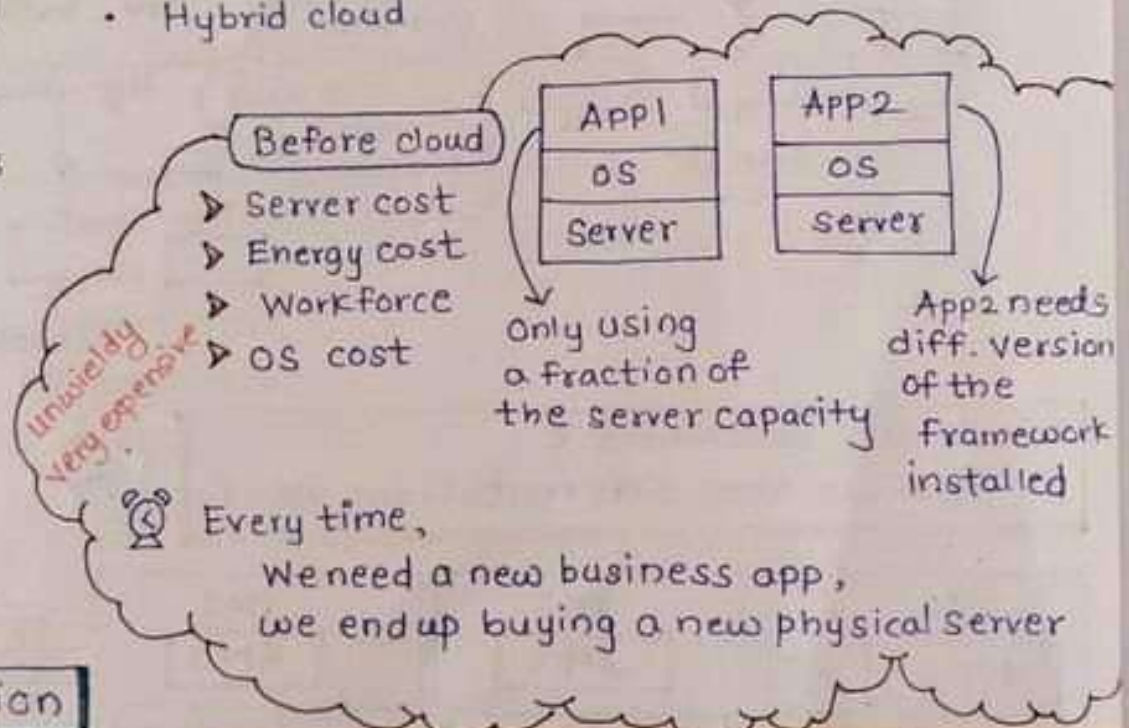 • Hybrid cloud
Before cloud
➤ Server cost
➤ Energy cost
➤ Workforce
➤ OS cost
unwieldy
very expensive
App1
OS
Server
App2
OS
Server
Only using
a fraction of
the server capacity
App2 needs
diff. version
of the
framework
installed
Every time,
We need a new business app,
we end up buying a new physical server